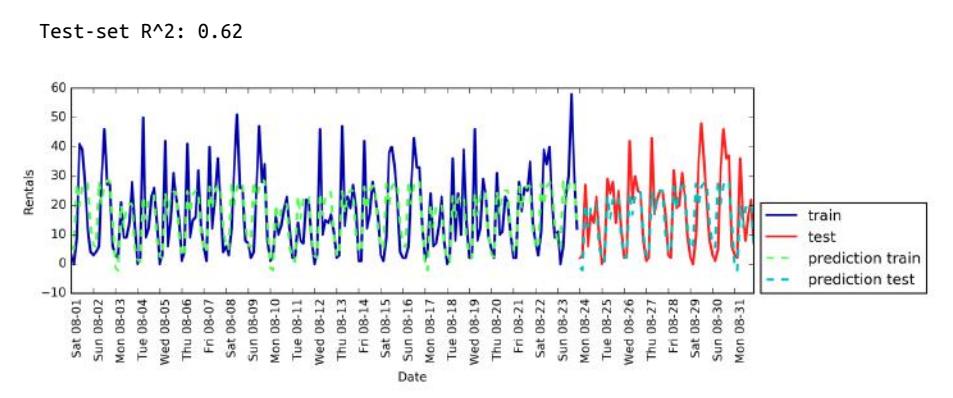 Test-set R^2: 0.62
60
50
40
30
20
10
0
−10
Rentals
Sat 08-01
Sun 08-02
Mon 08-03
Tue 08-04
Wed 08-05
Thu 08-06
Fri 08-07
Sat 08-08
Sun 08-09
Mon 08-10
Tue 08-11
Wed 08-12
Thu 08-13
Fri 08-14
Sat 08-15
Sun 08-16
Mon 08-17
Tue 08-18
Wed 08-19
Thu 08-20
Fri 08-21
Sat 08-22
Sun 08-23
Mon 08-24
Tue 08-25
Wed 08-26
Thu 08-27
Fri 08-28
Sat 08-29
Sun 08-30
Mon 08-31
Date
train
test
prediction train
prediction test